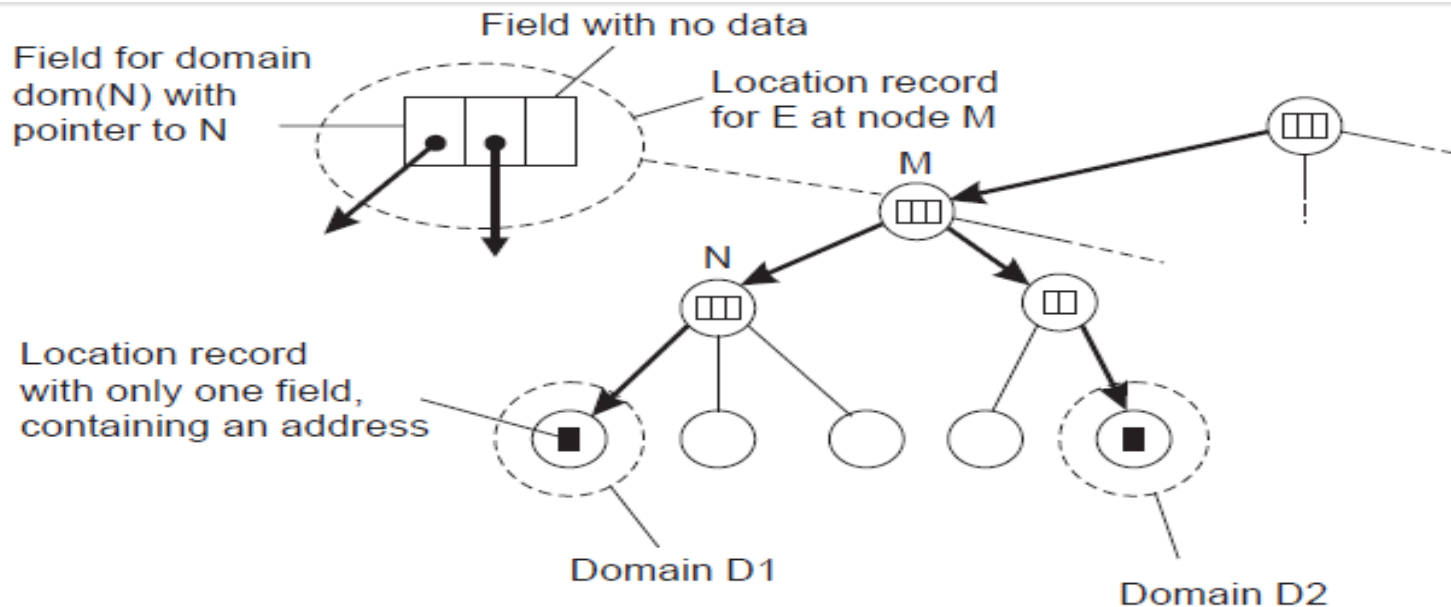 Field with no data
Field for domain
dom(N) with
pointer to N
Location record
for E at node M
M
N
Location record
with only one field,
containing an address
Domain D1
Domain D2